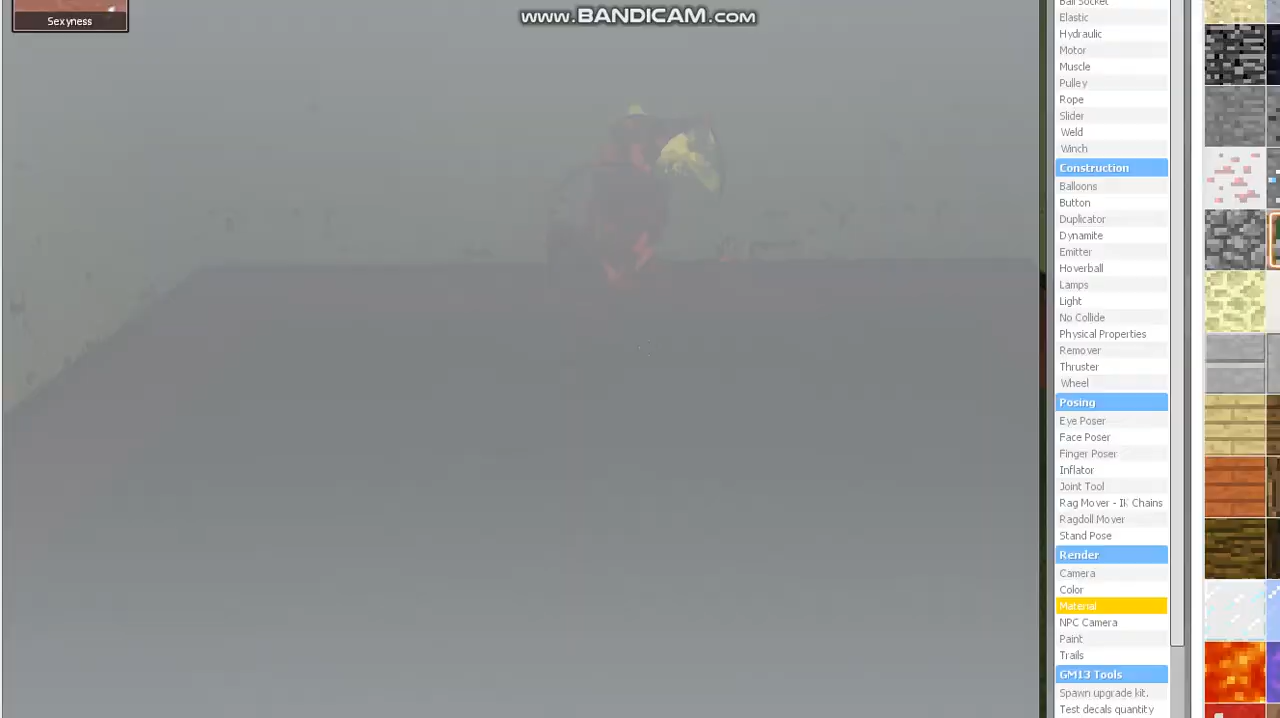 Sexyness
www.BANDICAM.com
Ball Socket
Elastic
Hydraulic
Motor
Muscle
Pulley
Rope
Slider
Weld
Winch
Construction
Balloons
Button
Duplicator
Dynamite
Emitter
Hoverball
Lamps
Light
No Collide
Physical Properties
Remover
Thruster
Wheel
Posing
Eye Poser
Face Poser
Finger Poser
Inflator
Joint Tool
Rag Mover - IK Chains
Ragdoll Mover
Stand Pose
Render
Camera
Color
Material
NPC Camera
Paint
Trails
GM13 Tools
Spawn upgrade kit.
Test decals quantity